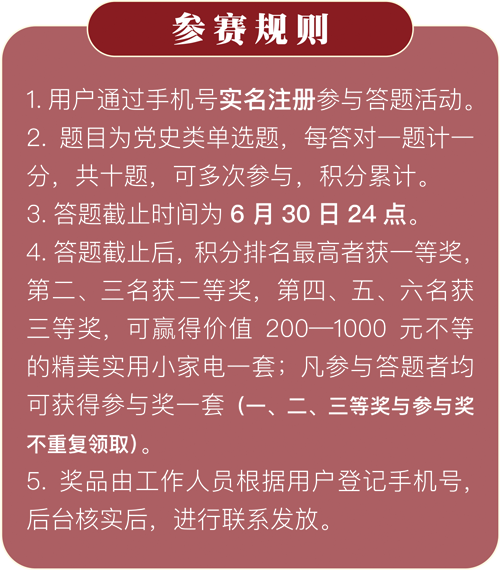 参赛规则
1. 用户通过手机号实名注册参与答题活动。
2. 题目为党史类单选题，每答对一题计一
分，共十题，可多次参与，积分累计。
3. 答题截止时间为 6 月 30 日 24 点。
4. 答题截止后，积分排名最高者获一等奖，
第二、三名获二等奖，第四、五、六名获
三等奖，可赢得价值 200—1000 元不等
的精美实用小家电一套；凡参与答题者均
可获得参与奖一套（一、二、三等奖与参与奖
不重复领取）。
5. 奖品由工作人员根据用户登记手机号，
后台核实后，进行联系发放。